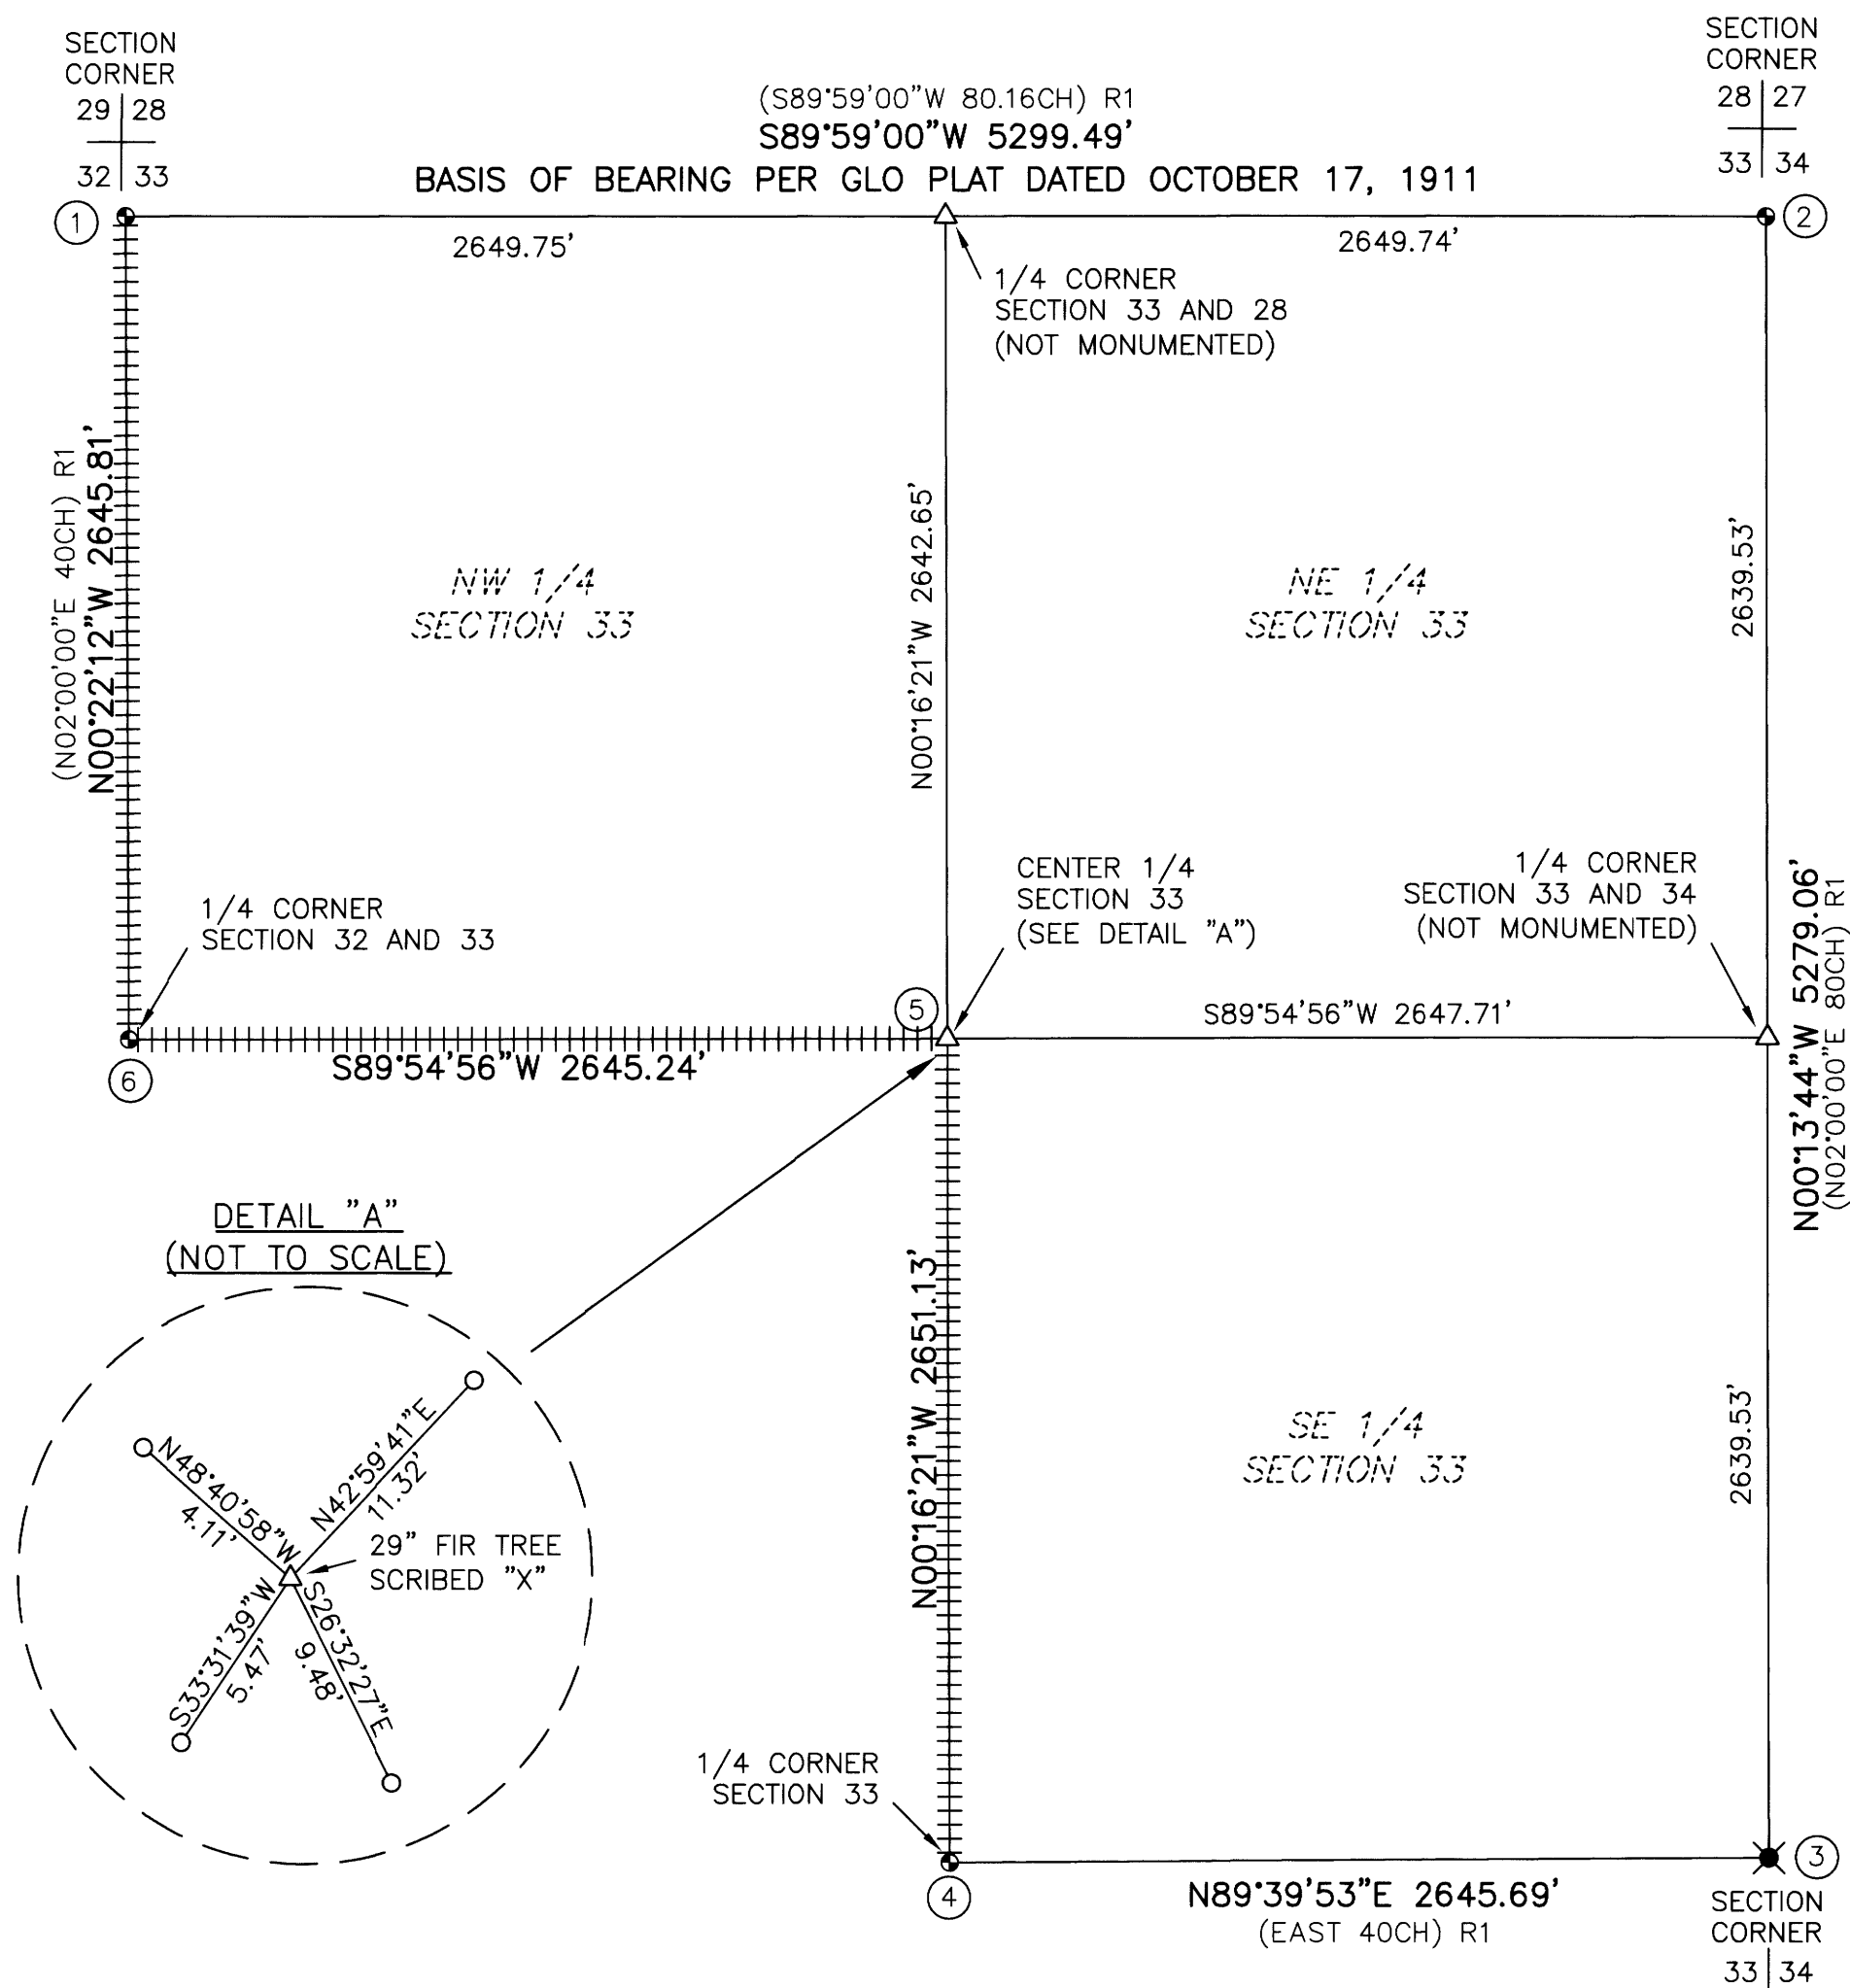 SECTION
CORNER
29 28
32 33
(S89°59'00"W 80.16CH) R1
S89°59'00"W 5299.49'
BASIS OF BEARING PER GLO PLAT DATED OCTOBER 17, 1911
SECTION
CORNER
28 27
33 34
1
2
2649.75'
2649.74'
1/4 CORNER
SECTION 33 AND 28
(NOT MONUMENTED)
(N02°00'00"E 40CH) R1
N00°22'12"W 2645.81'
NW 1/4
SECTION 33
N00°16'21"W 2642.65'
NE 1/4
SECTION 33
2639.53'
1/4 CORNER
SECTION 32 AND 33
CENTER 1/4
SECTION 33
(SEE DETAIL "A")
1/4 CORNER
SECTION 33 AND 34
(NOT MONUMENTED)
N00°13'44"W 5279.06'
(N02°00'00"E 80CH) R1
5
S89°54'56"W 2647.71'
6
S89°54'56"W 2645.24'
DETAIL "A"
(NOT TO SCALE)
N48°40'58"W
4.11'
N42°59'41"E
11.32'
29" FIR TREE
SCRIBED "X"
S33°31'39"W
5.47'
S26°32'27"E
9.48'
N00°16'21"W 2651.13'
SE 1/4
SECTION 33
2639.53'
1/4 CORNER
SECTION 33
4
3
N89°39'53"E 2645.69'
(EAST 40CH) R1
SECTION
CORNER
33 34